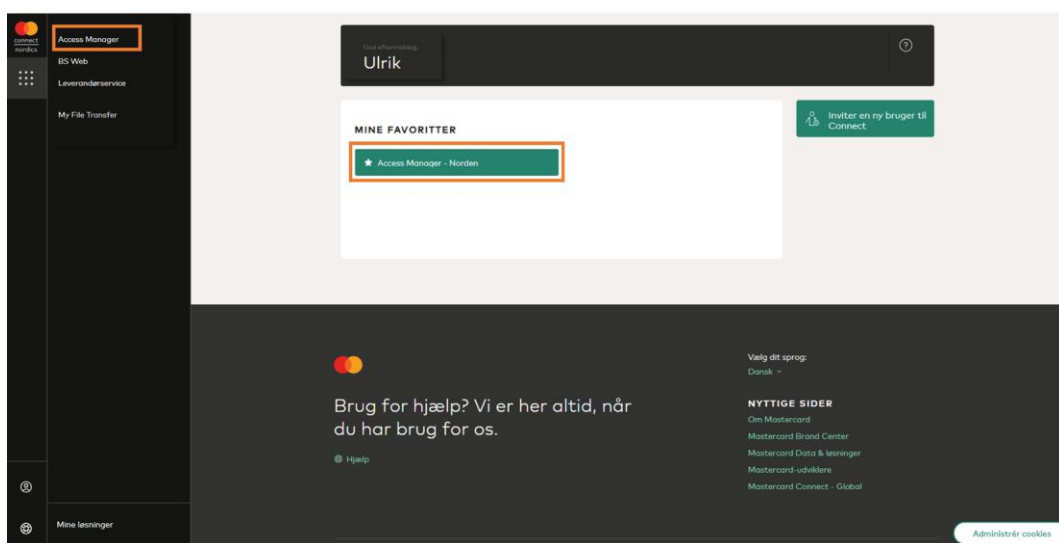 connect
nordics
Access Manager
BS Web
Leverandørservice
My File Transfer
God eftermiddag,
Ulrik
MINE FAVORITTER
Access Manager - Norden
Inviter en ny bruger til
Connect
Vælg dit sprog:
Dansk
Brug for hjælp? Vi er her altid, når
du har brug for os.
Hjælp
NYTTIGE SIDER
Om Mastercard
Mastercard Brand Center
Mastercard Data & løsninger
Mastercard-udviklere
Mastercard Connect - Global
Mine løsninger
Administrér cookies